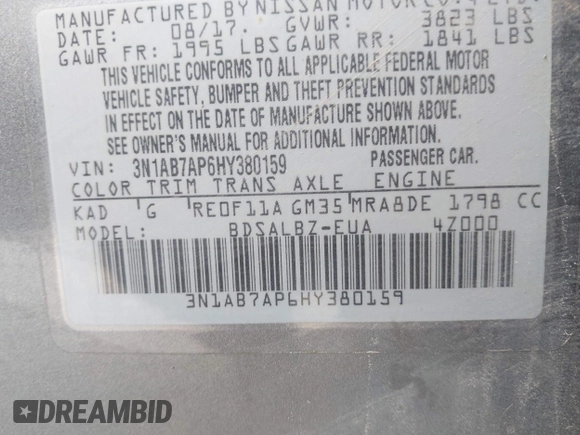 MANUFACTURED BY NISSAN MOTOR CO.,
DATE: 08/17. GVWR: 3823 LBS
GAWR FR: 1995 LBS GAWR RR: 1841 LBS
THIS VEHICLE CONFORMS TO ALL APPLICABLE FEDERAL MOTOR
VEHICLE SAFETY, BUMPER AND THEFT PREVENTION STANDARDS
IN EFFECT ON THE DATE OF MANUFACTURE SHOWN ABOVE.
SEE OWNER'S MANUAL FOR ADDITIONAL INFORMATION.
VIN: 3N1AB7AP6HY380159 PASSENGER CAR.
COLOR TRIM TRANS AXLE ENGINE
KAD G RE0F11A GM35 MRA8DE 1798 CC
MODEL: BDSALBZ-EUA 4Z000
3N1AB7AP6HY380159
DREAMBID